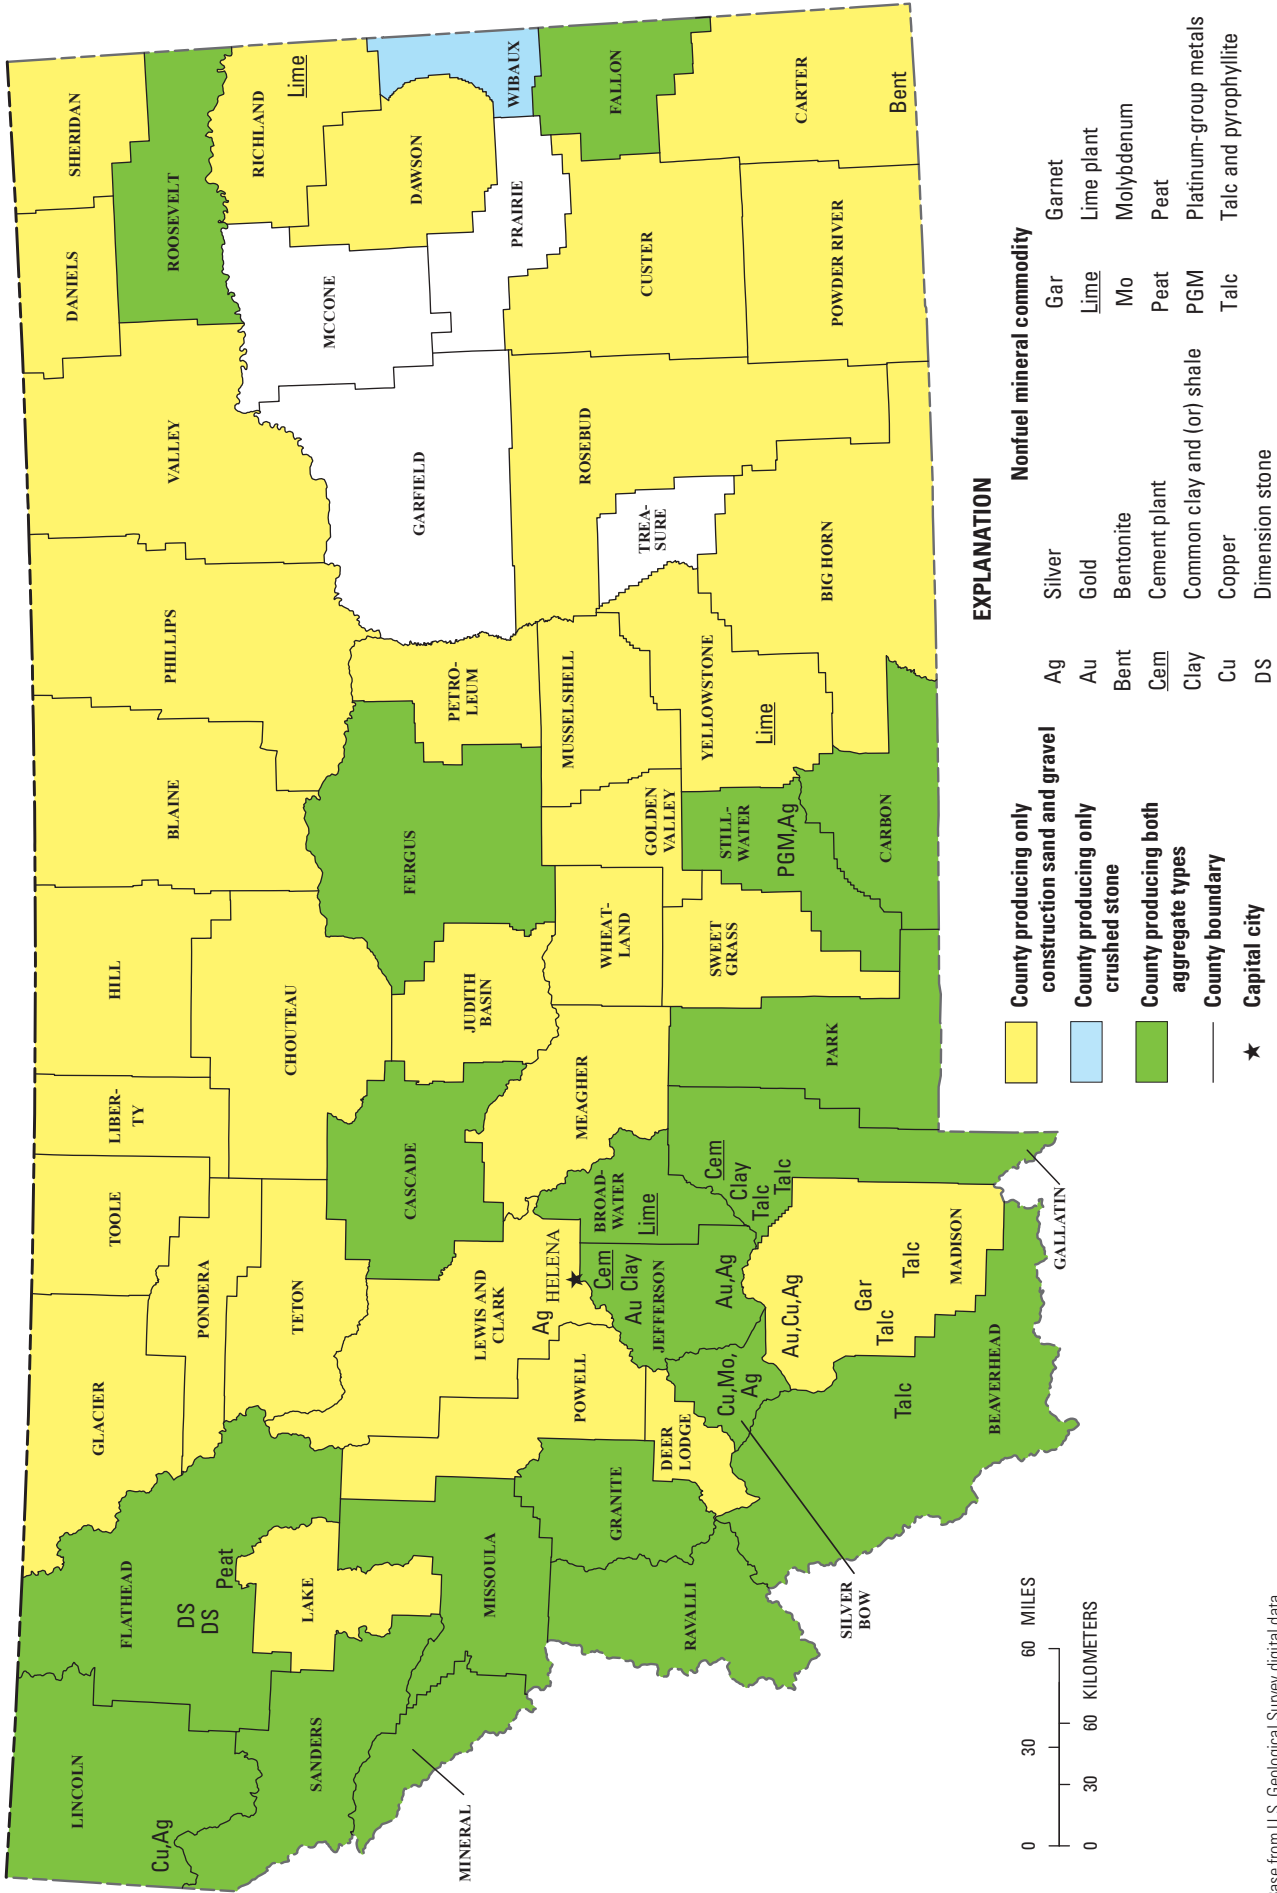 LINCOLN
Cu,Ag
FLATHEAD
DS
DS
Peat
GLACIER
TOOLE
LIBER-
TY
HILL
BLAINE
PHILLIPS
VALLEY
DANIELS
SHERIDAN
ROOSEVELT
SANDERS
LAKE
PONDERA
TETON
CHOUTEAU
RICHLAND
Lime
MINERAL
MISSOULA
LEWIS AND
CLARK
Ag
HELENA
CASCADE
JUDITH
BASIN
FERGUS
PETRO-
LEUM
GARFIELD
MCCONE
DAWSON
PRAIRIE
WIBAUX
POWELL
GRANITE
RAVALLI
DEER
LODGE
SILVER
BOW
Cu,Mo,
Ag
Cem
Au Clay
JEFFERSON
Au,Ag
BROAD-
WATER
Lime
MEAGHER
WHEAT-
LAND
GOLDEN
VALLEY
MUSSELSHELL
ROSEBUD
TREA-
SURE
CUSTER
FALLON
Cem
Clay
Talc
Talc
GALLATIN
PARK
SWEET
GRASS
STILL-
WATER
PGM,Ag
YELLOWSTONE
Lime
BIG HORN
POWDER RIVER
CARTER
Bent
CARBON
BEAVERHEAD
Talc
Au,Cu,Ag
Gar
Talc
Talc
MADISON
0 30 60 MILES
0 30 60 KILOMETERS
EXPLANATION
County producing only
construction sand and gravel
County producing only
crushed stone
County producing both
aggregate types
County boundary
Capital city
Nonfuel mineral commodity
Ag Silver
Au Gold
Bent Bentonite
Cem Cement plant
Clay Common clay and (or) shale
Cu Copper
DS Dimension stone
Gar Garnet
Lime Lime plant
Mo Molybdenum
Peat Peat
PGM Platinum-group metals
Talc Talc and pyrophyllite
ase from U.S. Geological Survey digital data